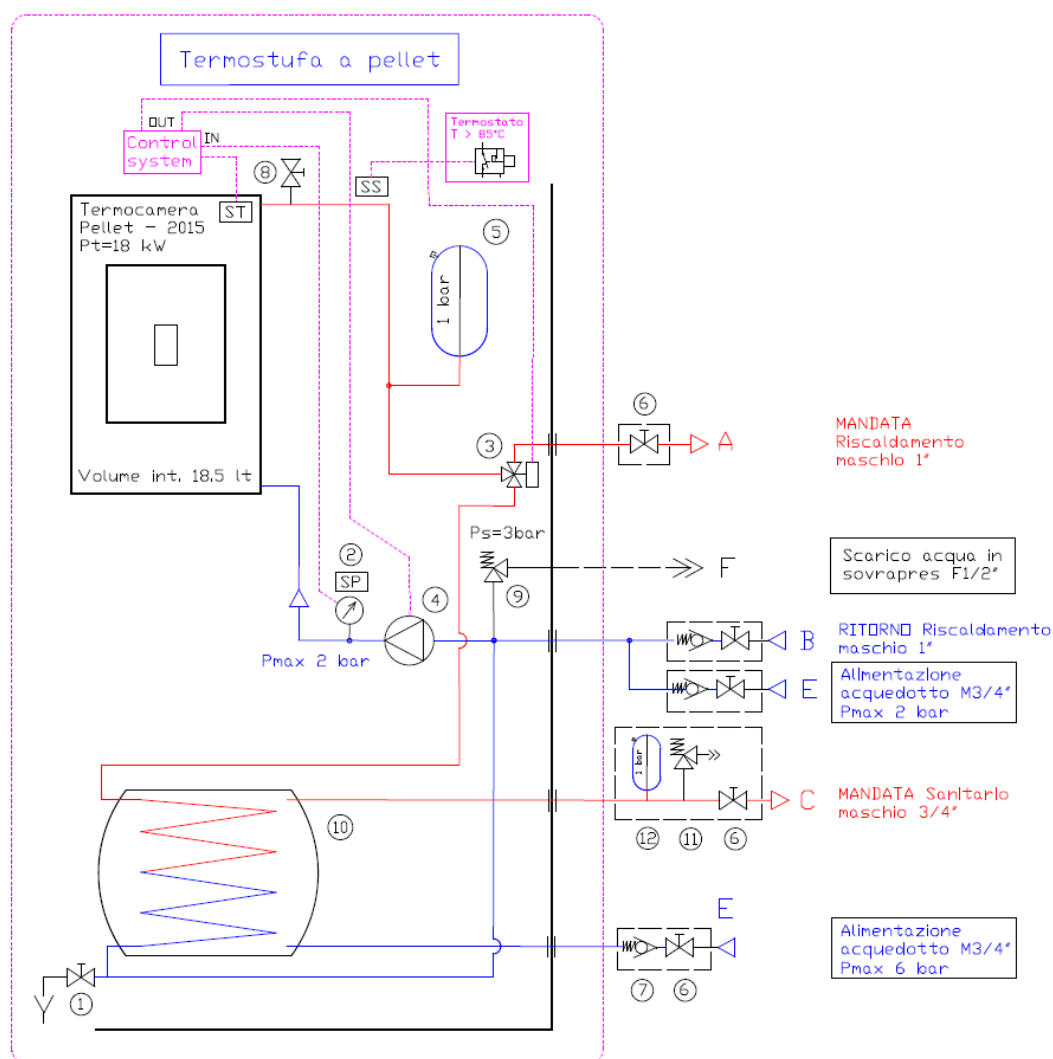 Termostufa a pellet
OUT
IN
Control
system
Termostato
T > 85°C
8
SS
ST
Termocamera
Pellet - 2015
Pt=18 kW
5
1 bar
Volume int. 18.5 lt
3
6
A
MANDATA
Riscaldamento
maschio 1"
Ps=3bar
2
SP
4
9
F
Scarico acqua in
sovrapres F1/2"
Pmax 2 bar
B
RITORNO Riscaldamento
maschio 1"
E
Alimentazione
acquedotto M3/4"
Pmax 2 bar
1 bar
C
MANDATA Sanitario
maschio 3/4"
10
12
11
6
E
Alimentazione
acquedotto M3/4"
Pmax 6 bar
1
7
6